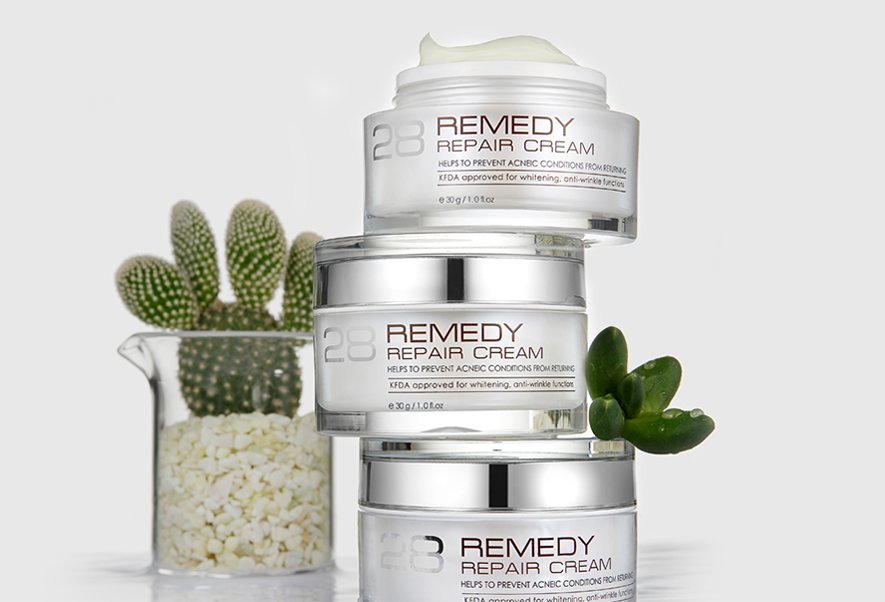 28 REMEDY
REPAIR CREAM
HELPS TO PREVENT ACNEIC CONDITIONS FROM RETURNING
KFDA approved for whitening, anti-wrinkle functions
e 30 g / 1.0 fl.oz
28 REMEDY
REPAIR CREAM
HELPS TO PREVENT ACNEIC CONDITIONS FROM RETURNING
KFDA approved for whitening, anti-wrinkle functions
e 30 g / 1.0 fl.oz
28 REMEDY
REPAIR CREAM
HELPS TO PREVENT ACNEIC CONDITIONS FROM RETURNING
KFDA approved for whitening, anti-wrinkle functions